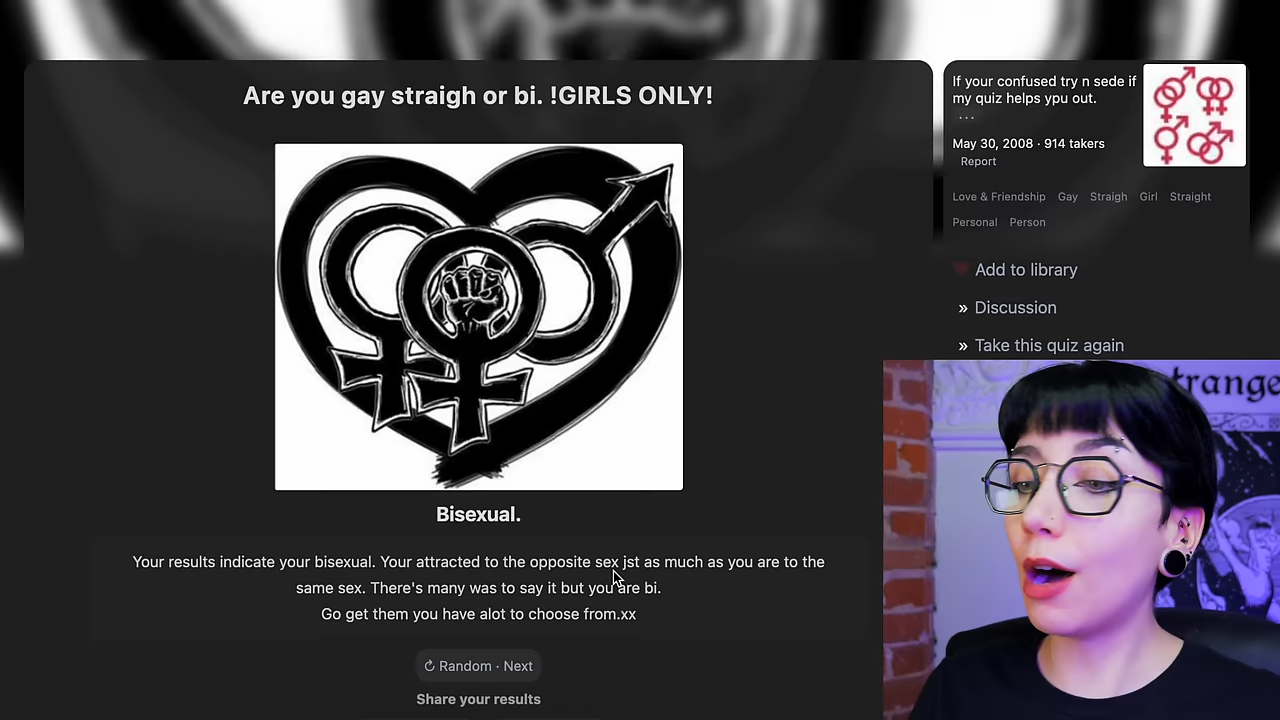 Are you gay straigh or bi. !GIRLS ONLY!
Bisexual.
Your results indicate your bisexual. Your attracted to the opposite sex jst as much as you are to the
same sex. There's many was to say it but you are bi.
Go get them you have alot to choose from.xx
↻ Random · Next
Share your results
If your confused try n sede if
my quiz helps ypu out.
...
May 30, 2008 · 914 takers
Report
Love & Friendship Gay Straigh Girl Straight
Personal Person
Add to library
» Discussion
» Take this quiz again
trange